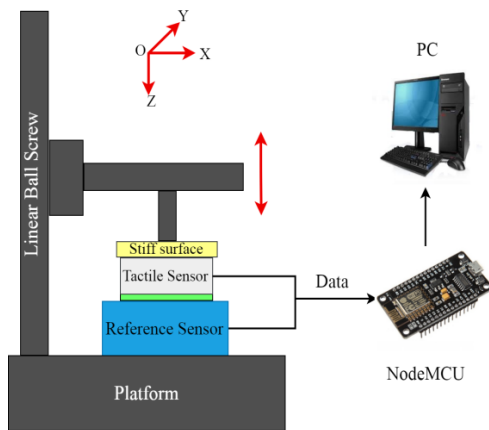 Y
O
X
Z
PC
Linear Ball Screw
Stiff surface
Tactile Sensor
Data
Reference Sensor
NodeMCU
Platform